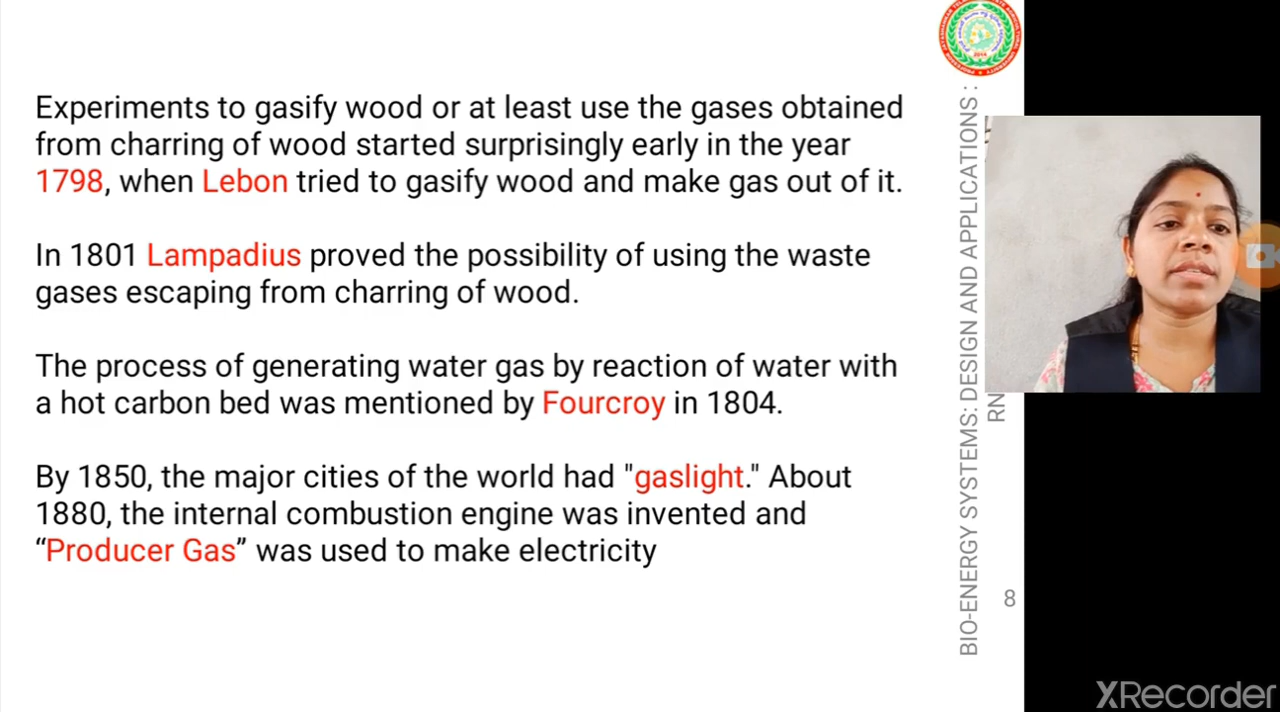 Experiments to gasify wood or at least use the gases obtained
from charring of wood started surprisingly early in the year
1798, when Lebon tried to gasify wood and make gas out of it.
In 1801 Lampadius proved the possibility of using the waste
gases escaping from charring of wood.
The process of generating water gas by reaction of water with
a hot carbon bed was mentioned by Fourcroy in 1804.
By 1850, the major cities of the world had "gaslight." About
1880, the internal combustion engine was invented and
“Producer Gas” was used to make electricity
BIO-ENERGY SYSTEMS: DESIGN AND APPLICATIONS :
RN
8
XRecorder